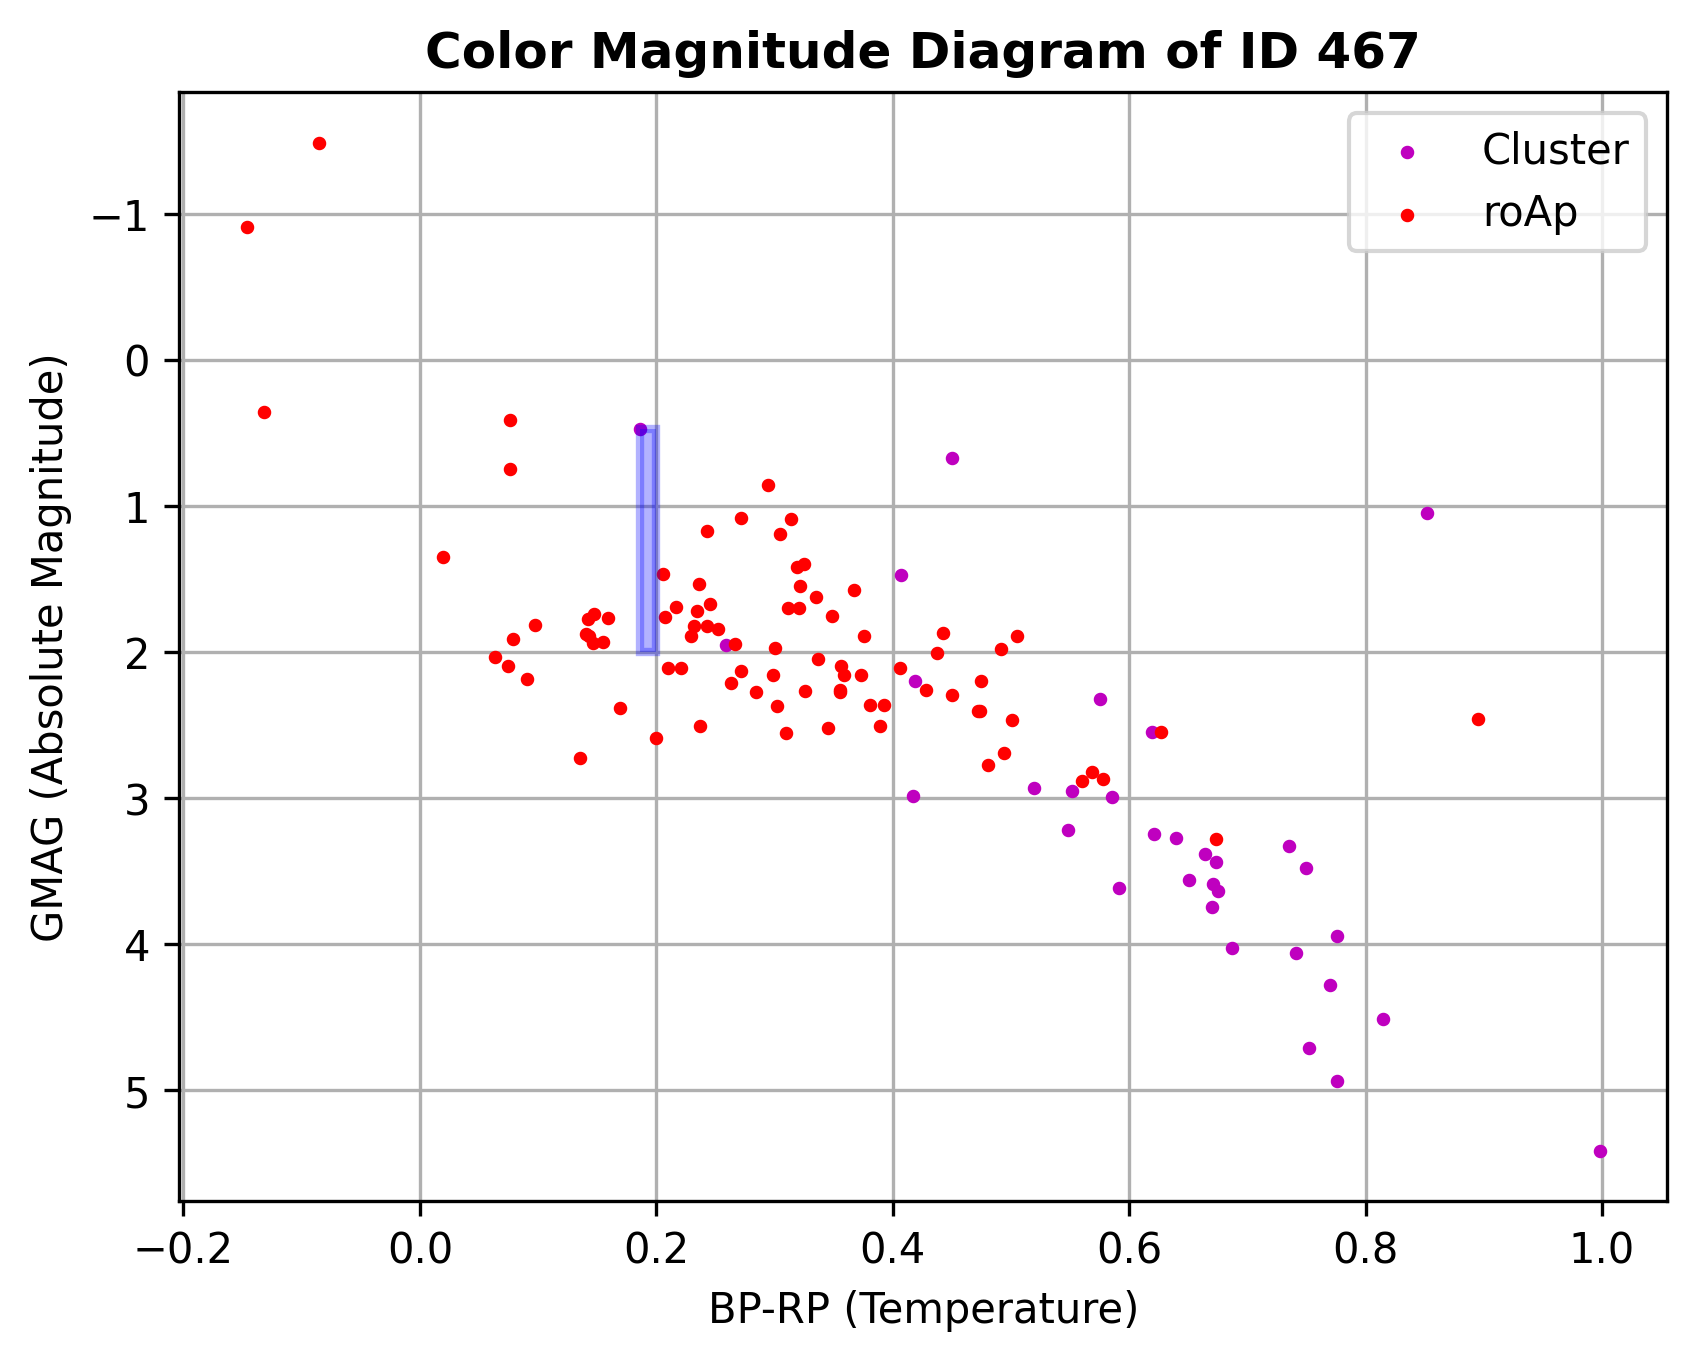 Color Magnitude Diagram of ID 467
Cluster
roAp
GMAG (Absolute Magnitude)
−1
0
1
2
3
4
5
−0.2 0.0 0.2 0.4 0.6 0.8 1.0
BP-RP (Temperature)